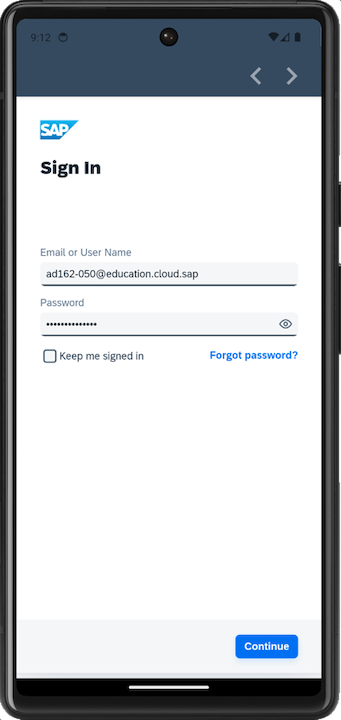 9:12
SAP
Sign In
Email or User Name
ad162-050@education.cloud.sap
Password
••••••••••••••
Keep me signed in
Forgot password?
Continue